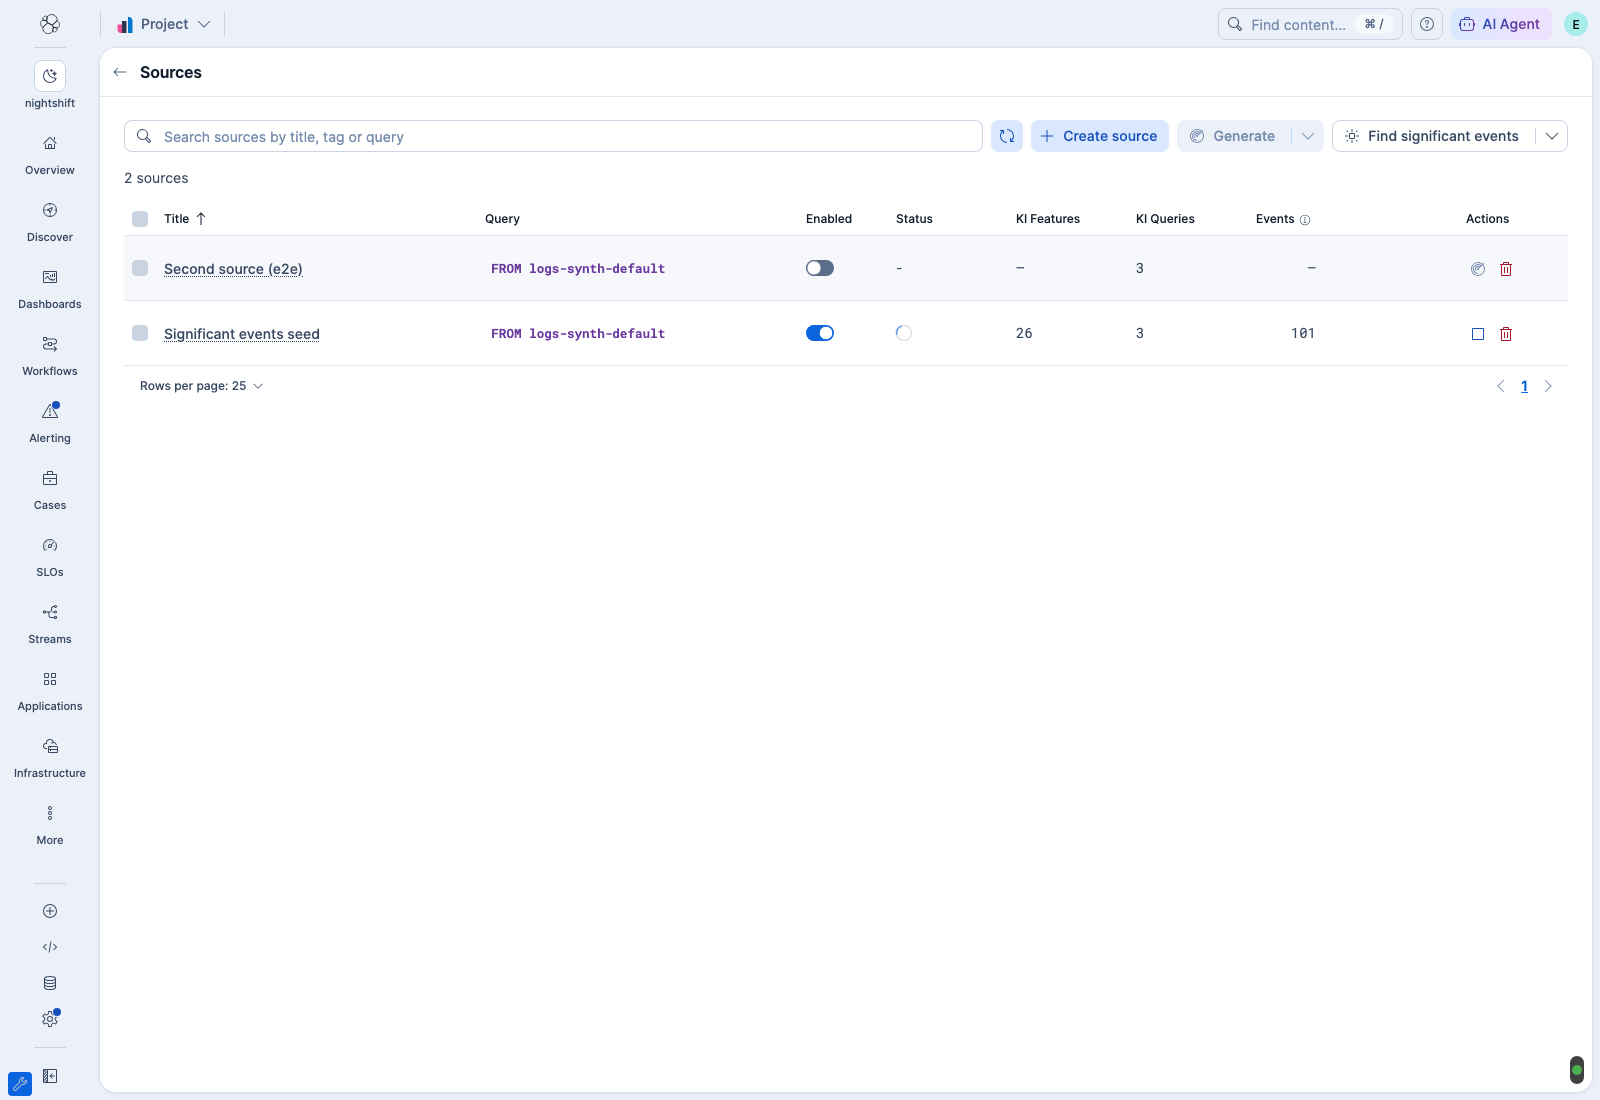 Project
Find content... ⌘ /
AI Agent
E
nightshift
Overview
Discover
Dashboards
Workflows
Alerting
Cases
SLOs
Streams
Applications
Infrastructure
More
Sources
Search sources by title, tag or query
Create source
Generate
Find significant events
2 sources
Title ↑ Query Enabled Status KI Features KI Queries Events Actions
Second source (e2e) FROM logs-synth-default - – 3 –
Significant events seed FROM logs-synth-default 26 3 101
Rows per page: 25
1